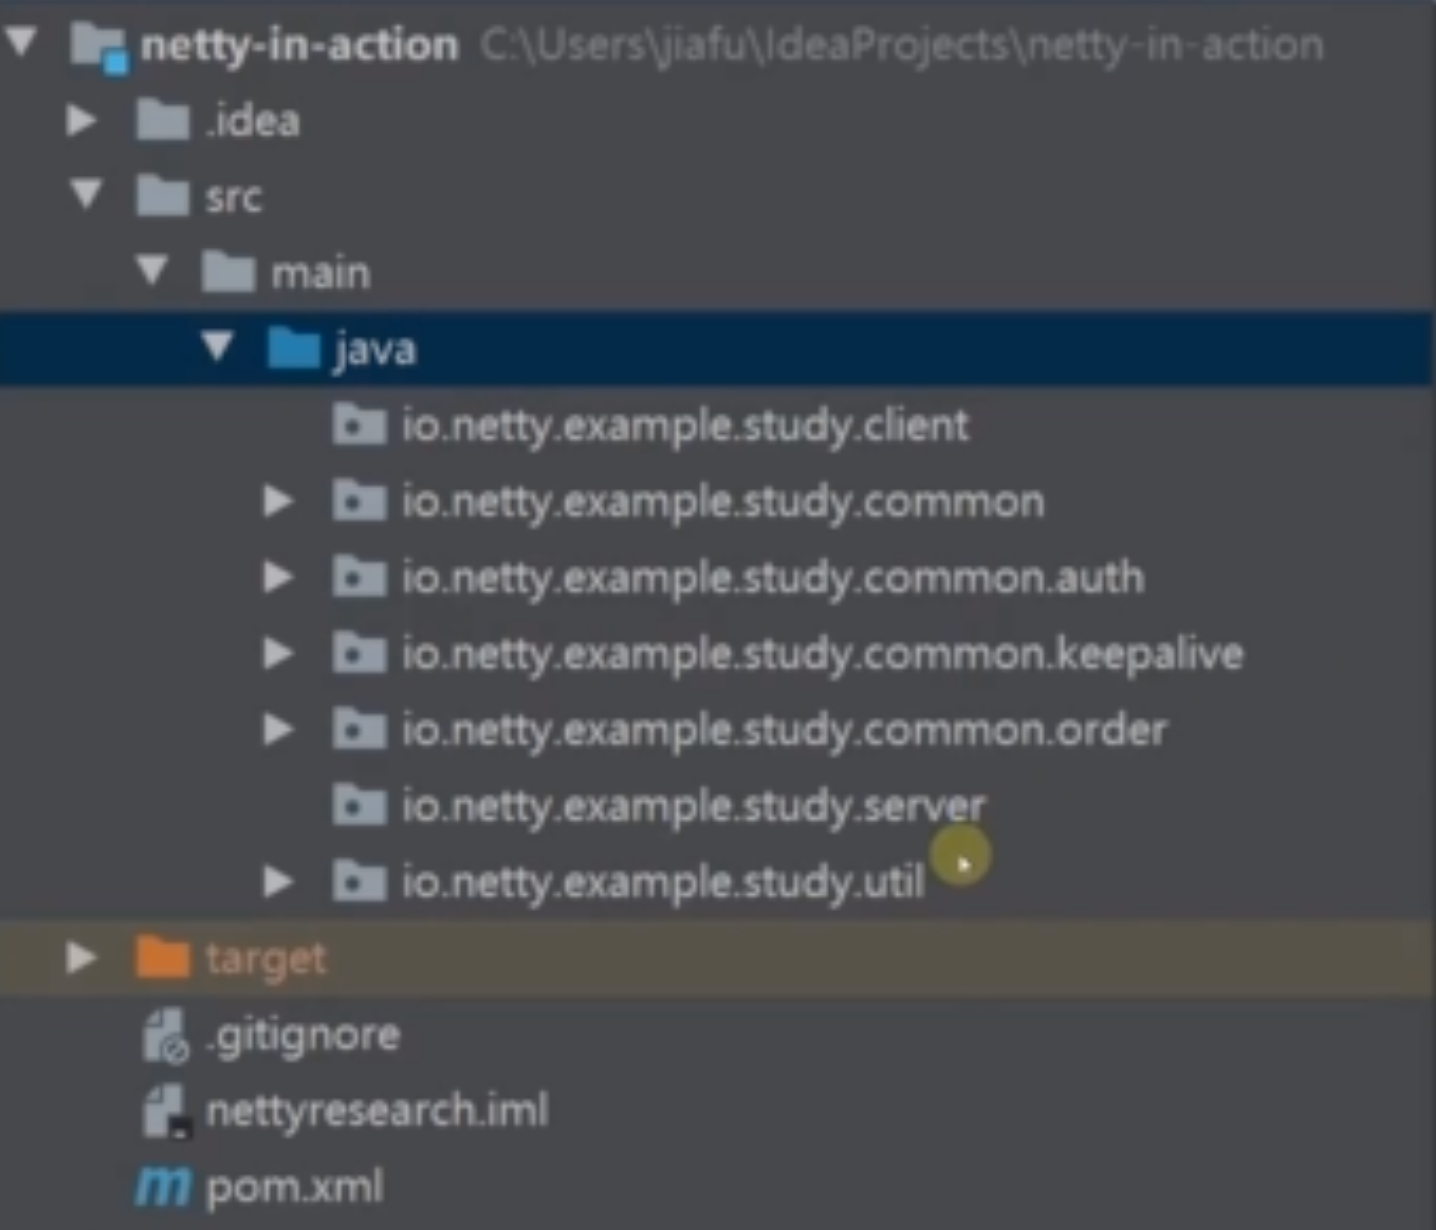 netty-in-action C:\Users\jiafu\IdeaProjects\netty-in-action
.idea
src
main
java
io.netty.example.study.client
io.netty.example.study.common
io.netty.example.study.common.auth
io.netty.example.study.common.keepalive
io.netty.example.study.common.order
io.netty.example.study.server
io.netty.example.study.util
target
.gitignore
nettyresearch.iml
pom.xml